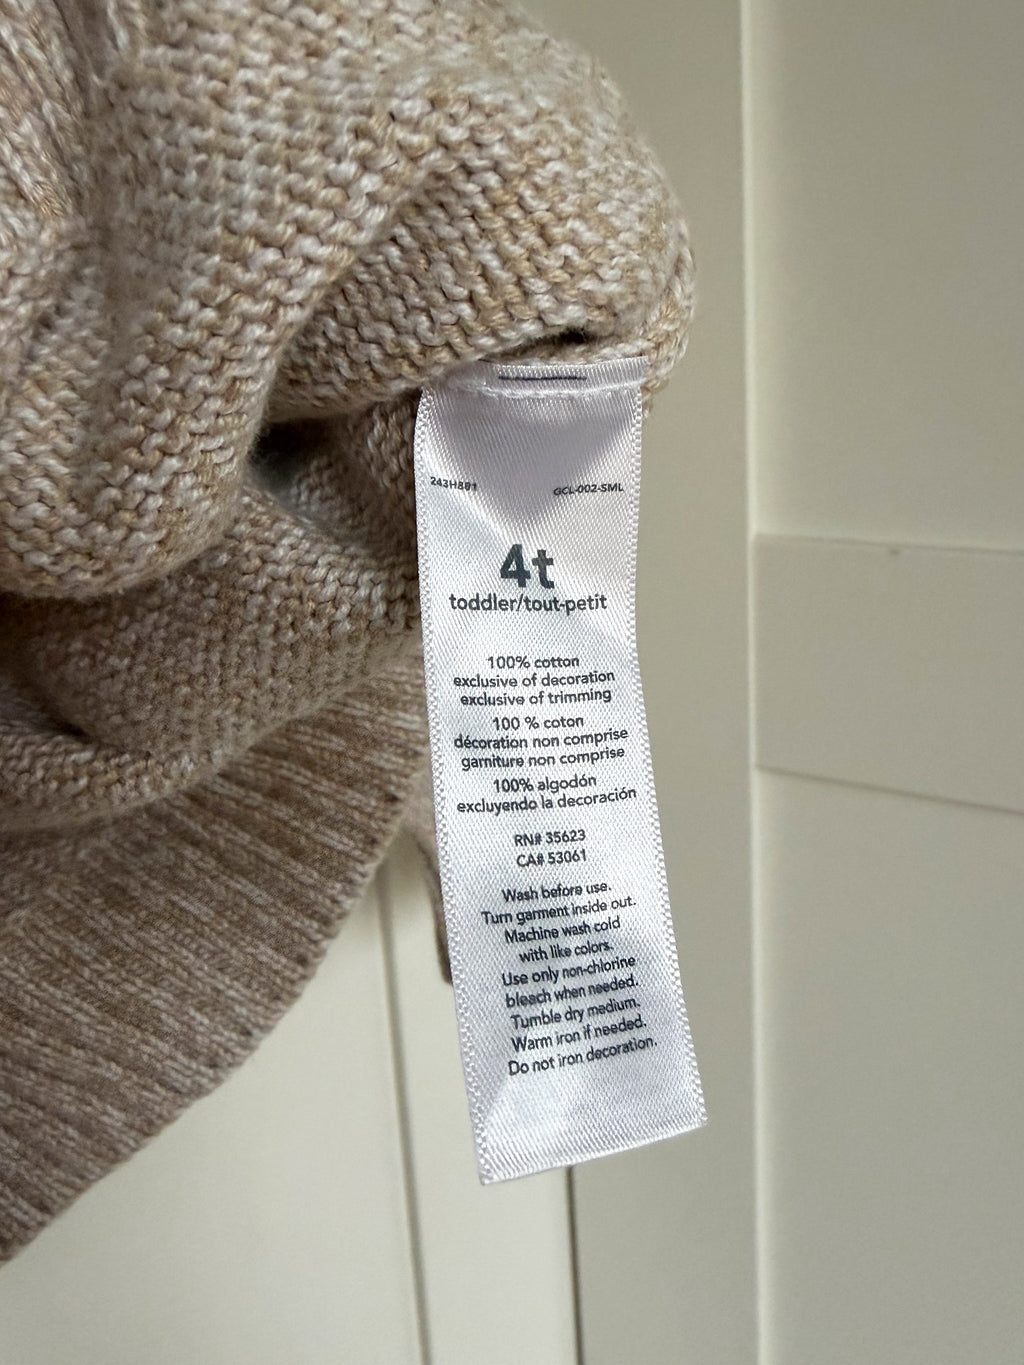 243H891 GCL-002-SML
4t
toddler/tout-petit
100% cotton
exclusive of decoration
exclusive of trimming
100 % coton
décoration non comprise
garniture non comprise
100% algodón
excluyendo la decoración
RN# 35623
CA# 53061
Wash before use.
Turn garment inside out.
Machine wash cold
with like colors.
Use only non-chlorine
bleach when needed.
Tumble dry medium.
Warm iron if needed.
Do not iron decoration.